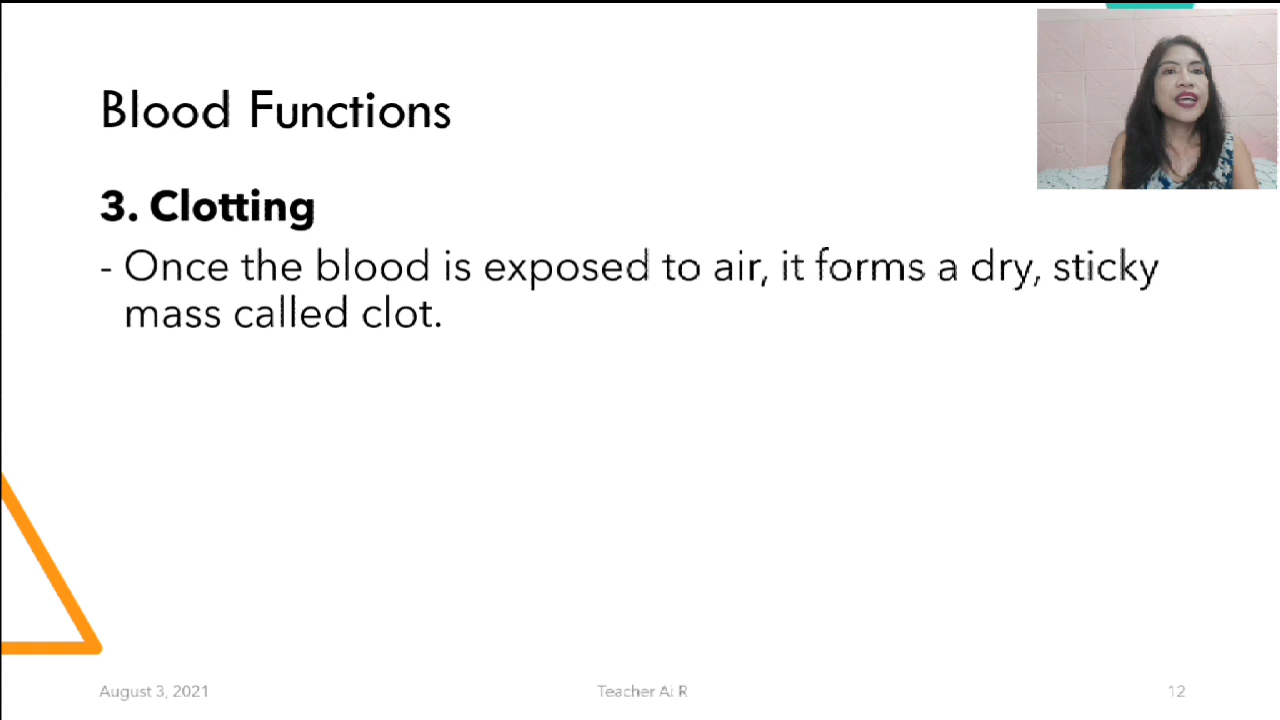 Blood Functions
3. Clotting
- Once the blood is exposed to air, it forms a dry, sticky
mass called clot.
August 3, 2021
Teacher Ai R
12